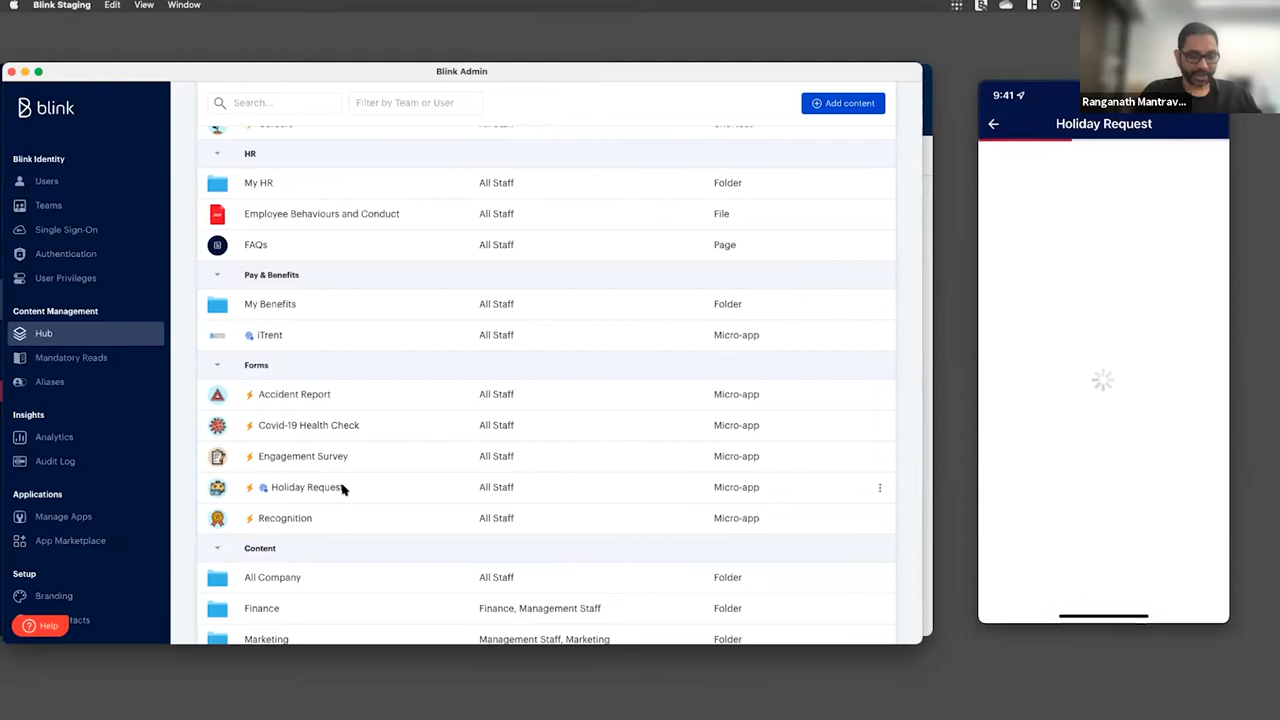 Blink Staging Edit View Window
Blink Admin
Ranganath Mantrav...
blink
Search... Filter by Team or User Add content
9:41
Holiday Request
Blink Identity
Users
Teams
Single Sign-On
Authentication
User Privileges
Content Management
Hub
Mandatory Reads
Aliases
Insights
Analytics
Audit Log
Applications
Manage Apps
App Marketplace
Setup
Branding
Help
HR
My HR All Staff Folder
Employee Behaviours and Conduct All Staff File
FAQs All Staff Page
Pay & Benefits
My Benefits All Staff Folder
iTrent All Staff Micro-app
Forms
Accident Report All Staff Micro-app
Covid-19 Health Check All Staff Micro-app
Engagement Survey All Staff Micro-app
Holiday Request All Staff Micro-app
Recognition All Staff Micro-app
Content
All Company All Staff Folder
Finance Finance, Management Staff Folder
Marketing Management Staff, Marketing Folder